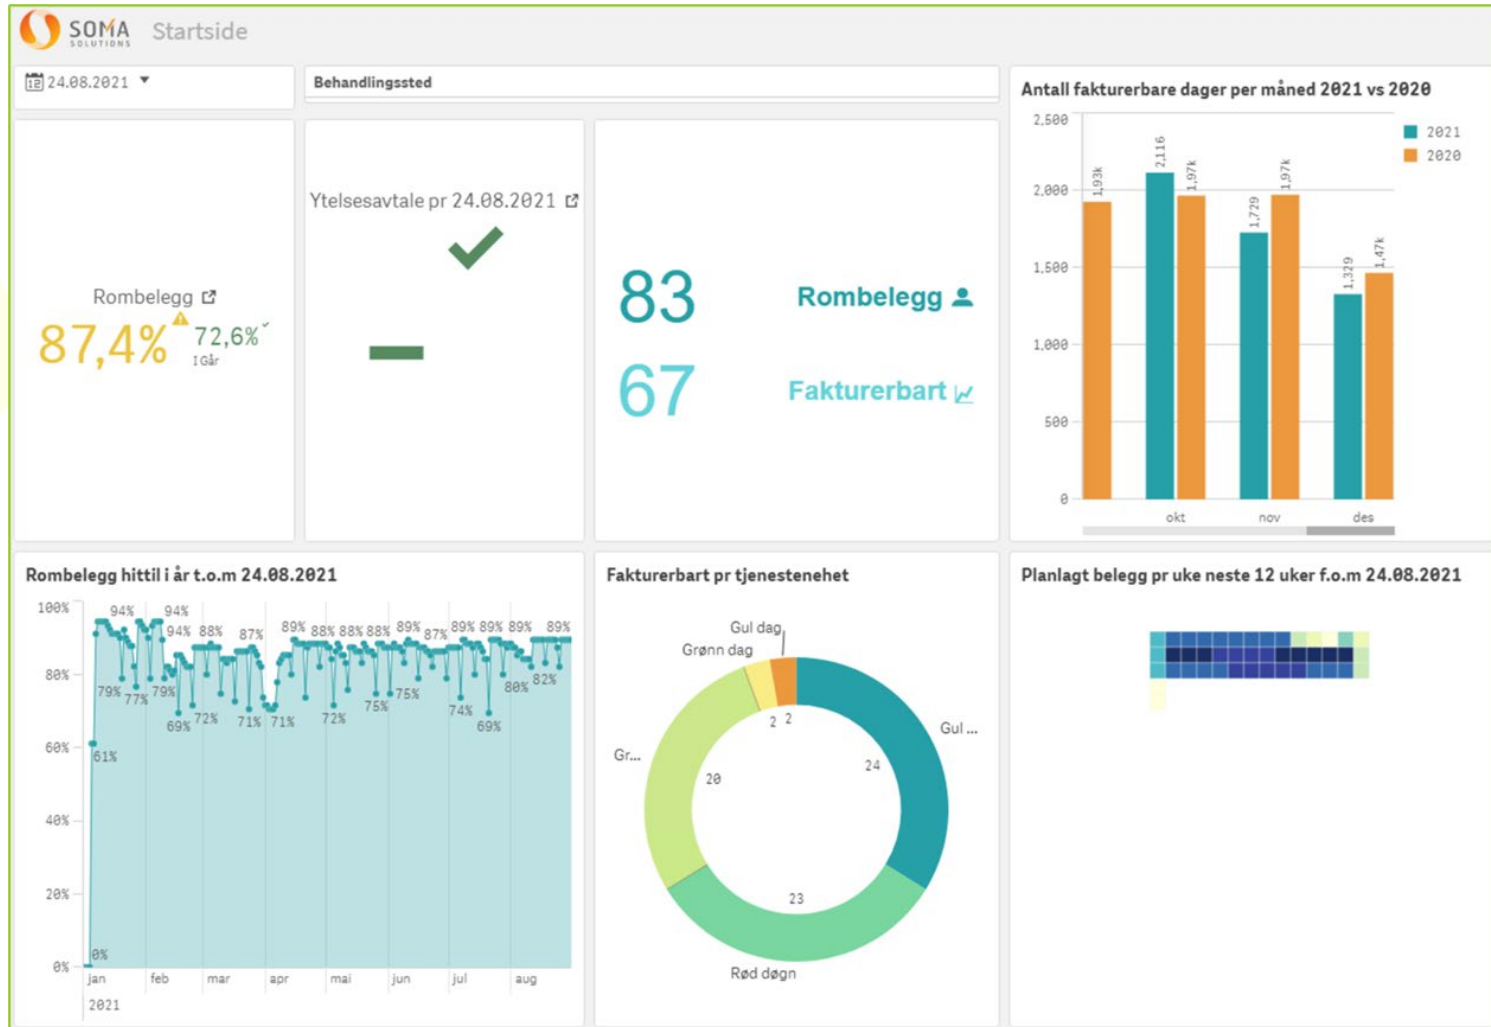 SOMA
SOLUTIONS
Startside
24.08.2021
Behandlingssted
Rombelegg
87,4%
72,6%
I Går
Ytelsesavtale pr 24.08.2021
83
Rombelegg
67
Fakturerbart
Antall fakturerbare dager per måned 2021 vs 2020
2,500
2,000
1,500
1,000
500
0
1,93k
2,116
1,97k
1,729
1,97k
1,329
1,47k
okt
nov
des
2021
2020
Rombelegg hittil i år t.o.m 24.08.2021
100%
80%
60%
40%
20%
0%
94%
94%
94%
88%
87%
89%
88%
88%
88%
89%
87%
89%
89%
89%
89%
79%
77%
79%
69%
72%
71%
71%
72%
75%
75%
74%
69%
80%
82%
61%
0%
jan
feb
mar
apr
mai
jun
jul
aug
2021
Fakturerbart pr tjenestenehet
Gul dag
Grønn dag
Gul ...
Gr...
2
2
24
20
23
Rød døgn
Planlagt belegg pr uke neste 12 uker f.o.m 24.08.2021